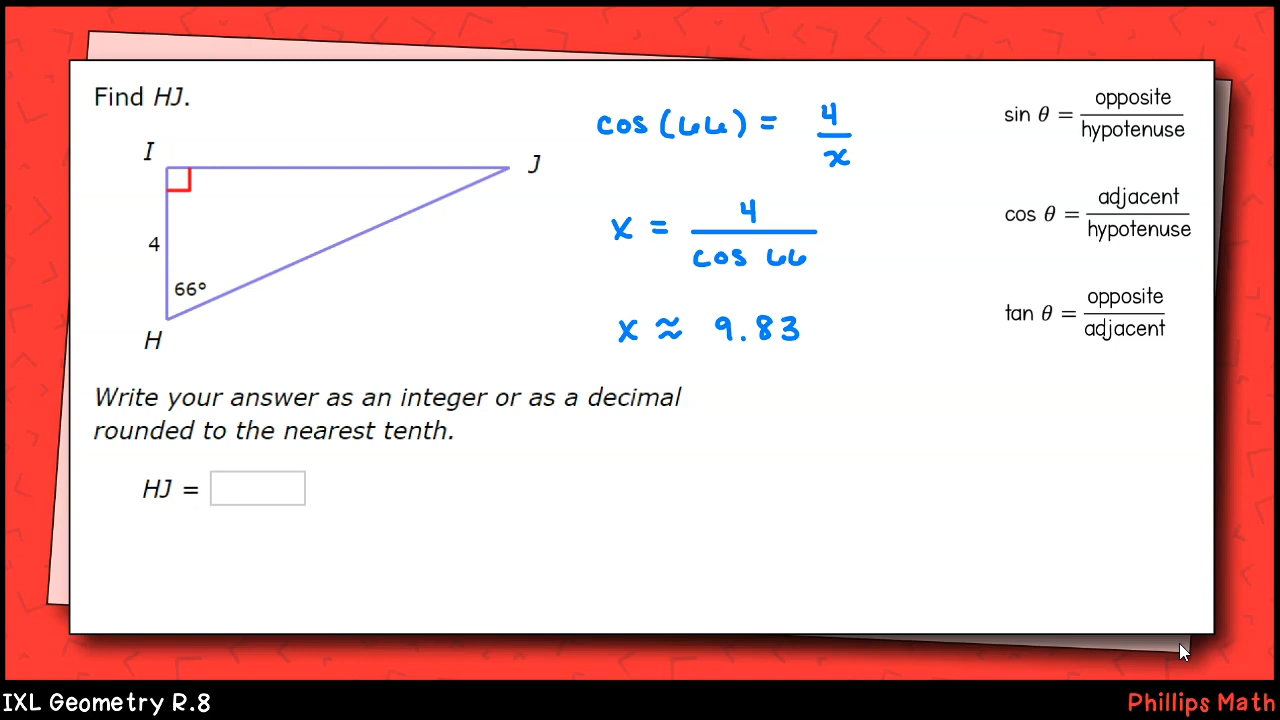 Find HJ.
I
J
4
66°
H
cos(66) = 4/x
x = 4/cos 66
x ≈ 9.83
sin θ = opposite/hypotenuse
cos θ = adjacent/hypotenuse
tan θ = opposite/adjacent
Write your answer as an integer or as a decimal
rounded to the nearest tenth.
HJ =
IXL Geometry R.8
Phillips Math